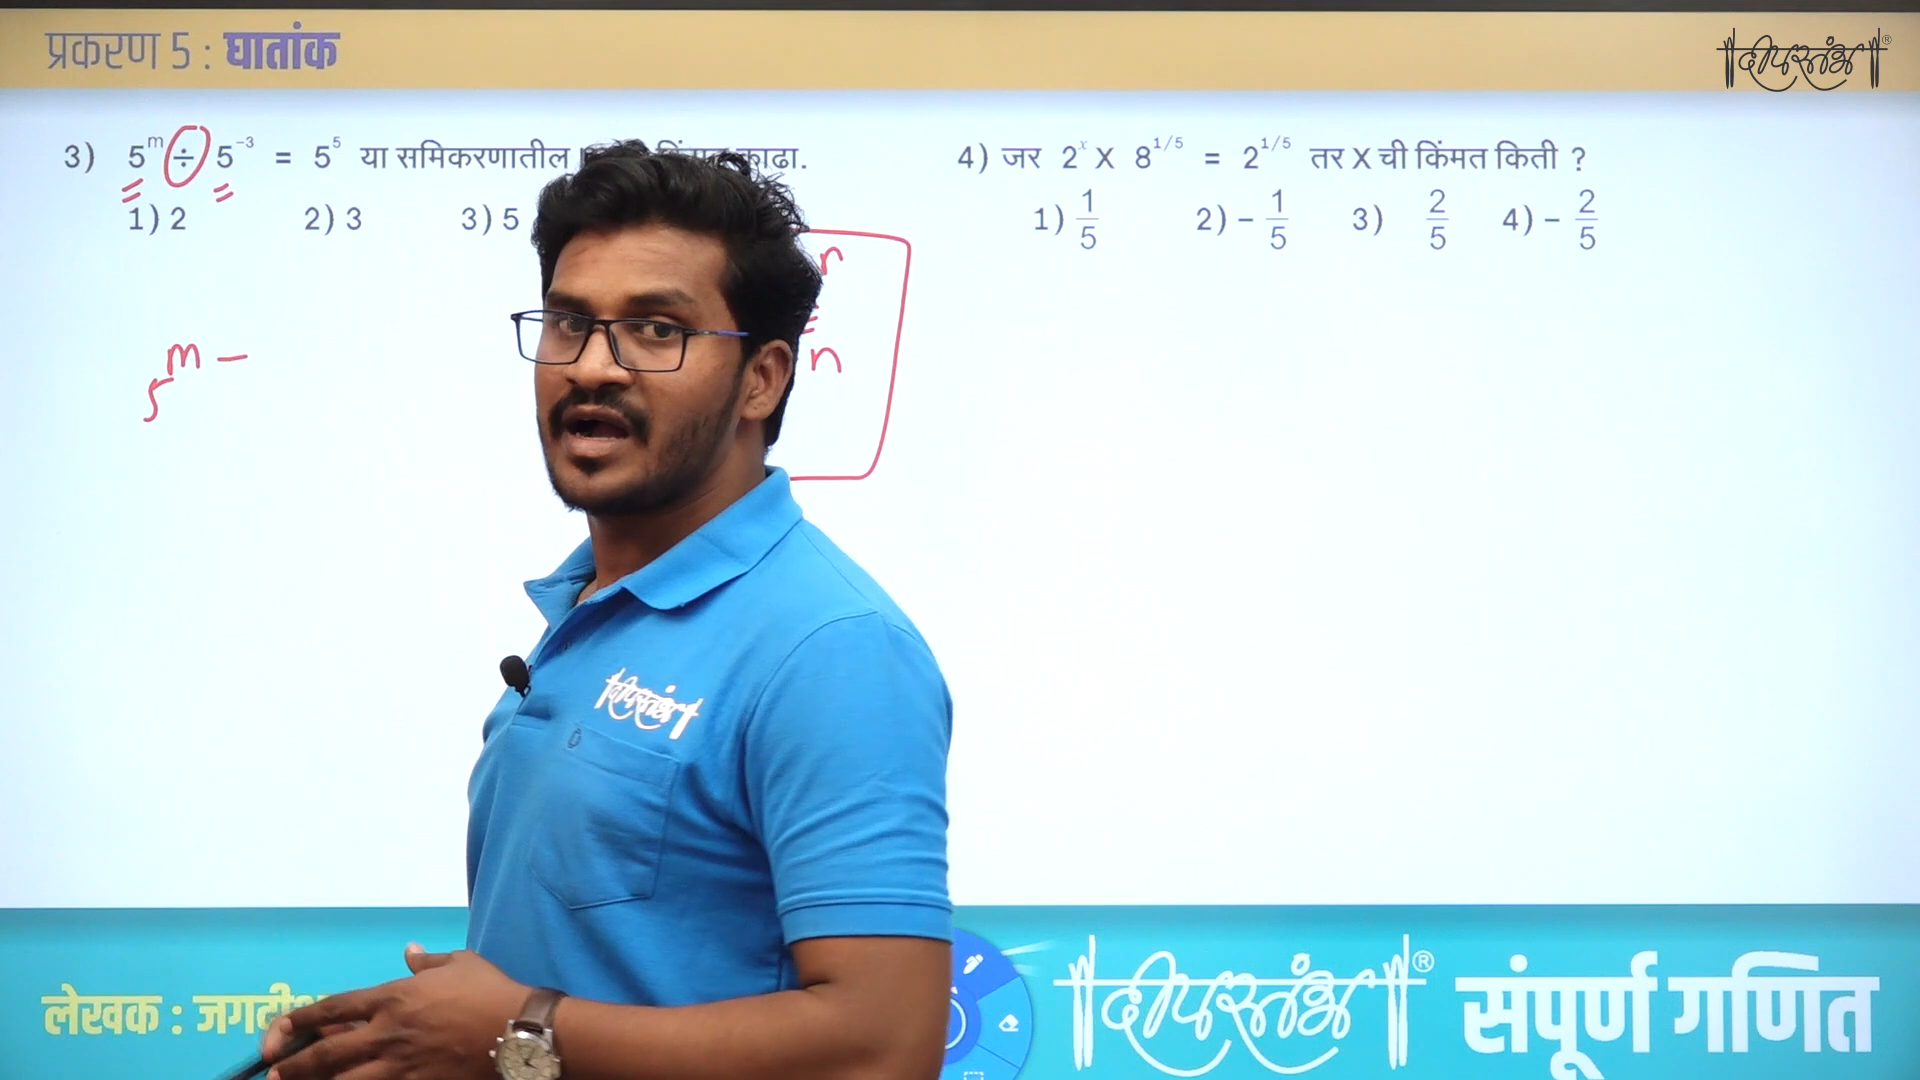 प्रकरण 5 : घातांक
दीपस्तंभ®
3) 5^m ÷ 5^-3 = 5^5 या समिकरणातील काढा.
1) 2 2) 3 3) 5
n
n
5^m -
4) जर 2^x X 8^1/5 = 2^1/5 तर X ची किंमत किती ?
1) 1/5 2) - 1/5 3) 2/5 4) - 2/5
दीपस्तंभ
लेखक :
दीपस्तंभ® संपूर्ण गणित